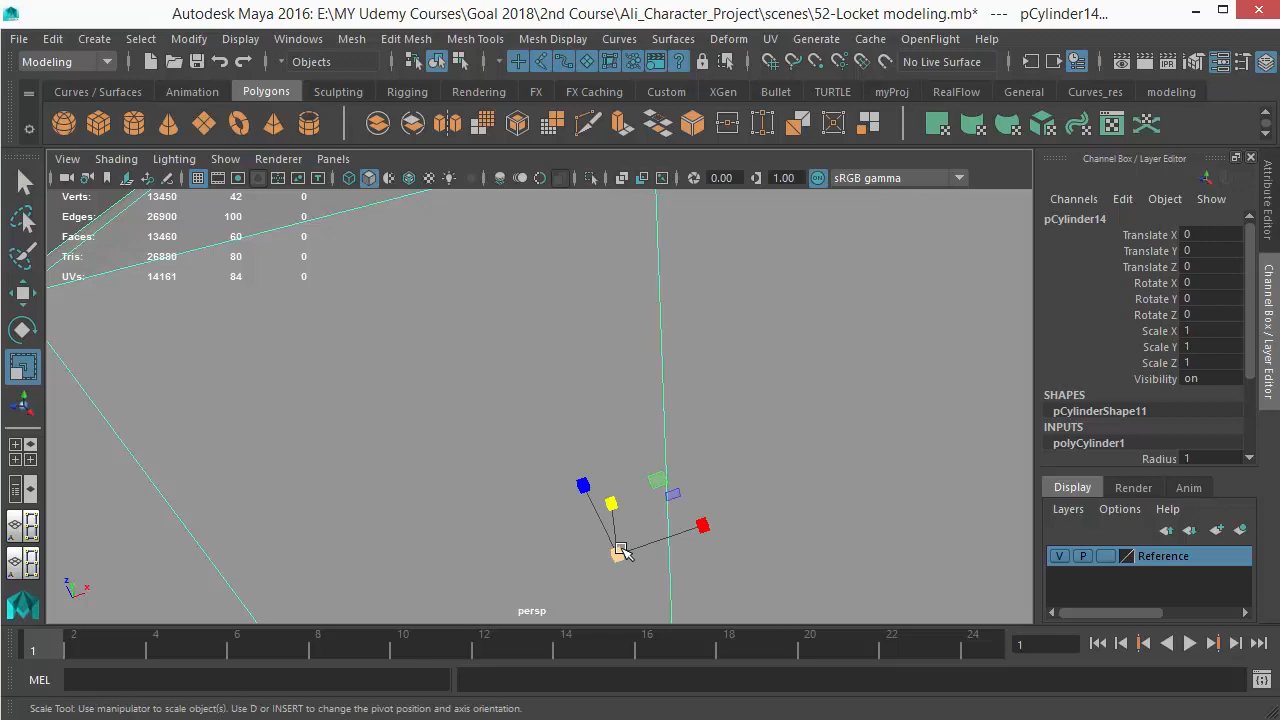 Autodesk Maya 2016: E:\MY Udemy Courses\Goal 2018\2nd Course\Ali_Character_Project\scenes\52-Locket modeling.mb* --- pCylinder14...
File Edit Create Select Modify Display Windows Mesh Edit Mesh Mesh Tools Mesh Display Curves Surfaces Deform UV Generate Cache OpenFlight Help
Modeling Objects No Live Surface
Curves / Surfaces Animation Polygons Sculpting Rigging Rendering FX FX Caching Custom XGen Bullet TURTLE myProj RealFlow General Curves_res modeling
View Shading Lighting Show Renderer Panels
0.00 1.00 ON sRGB gamma
Verts: 13450 42 0
Edges: 26900 100 0
Faces: 13460 60 0
Tris: 26880 80 0
UVs: 14161 84 0
z x
persp
Channel Box / Layer Editor
Channels Edit Object Show
pCylinder14
Translate X 0
Translate Y 0
Translate Z 0
Rotate X 0
Rotate Y 0
Rotate Z 0
Scale X 1
Scale Y 1
Scale Z 1
Visibility on
SHAPES
pCylinderShape11
INPUTS
polyCylinder1
Radius 1
Display Render Anim
Layers Options Help
V P Reference
Attribute Editor
Channel Box / Layer Editor
1 2 4 6 8 10 12 14 16 18 20 22 24 1
MEL
Scale Tool: Use manipulator to scale object(s). Use D or INSERT to change the pivot position and axis orientation.